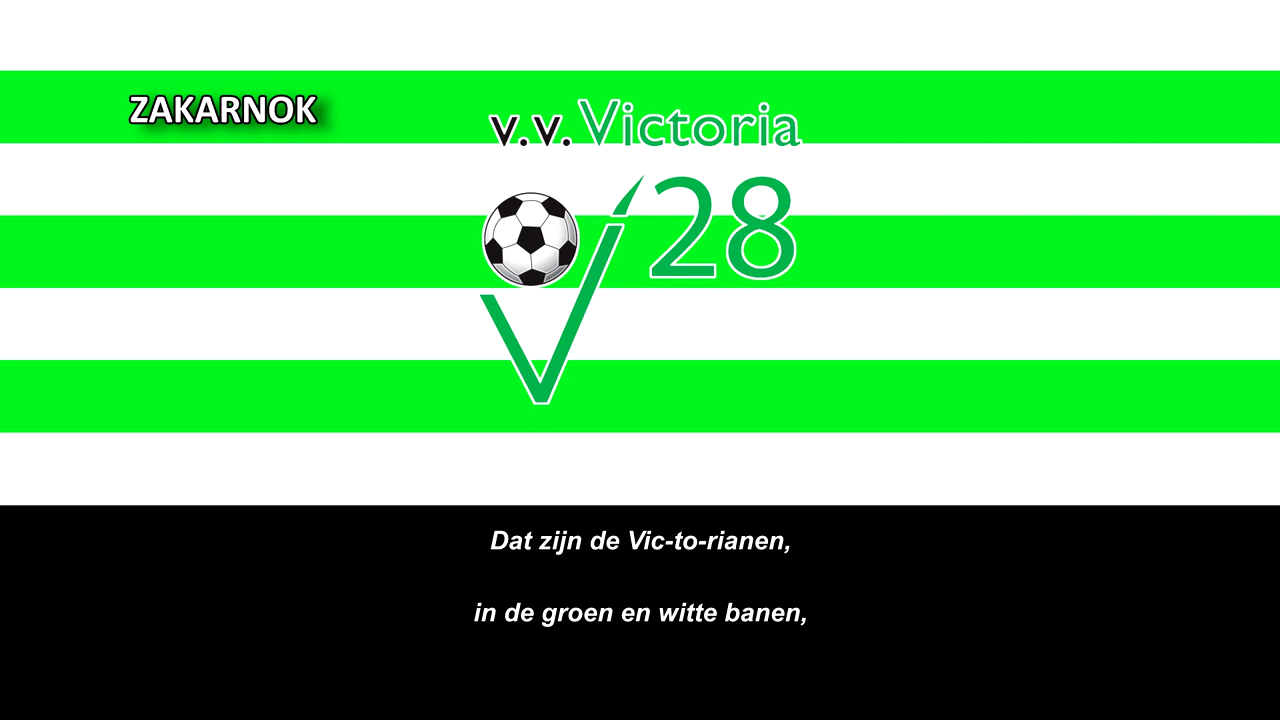 ZAKARNOK
v.v. Victoria
'28
Dat zijn de Vic-to-rianen,
in de groen en witte banen,